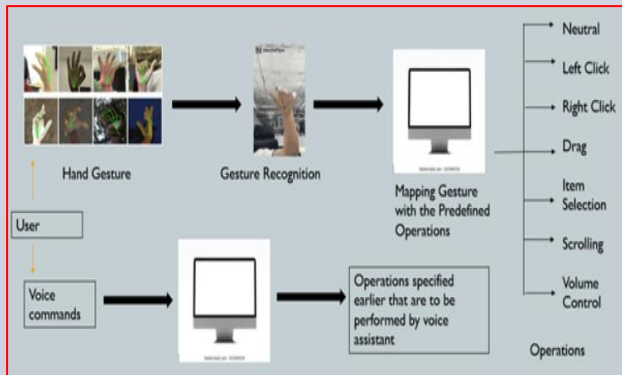 Neutral
Left Click
Right Click
Drag
Item
Selection
Scrolling
Volume
Control
Operations
Hand Gesture
Gesture Recognition
Mapping Gesture
with the Predefined
Operations
User
Voice
commands
Operations specified
earlier that are to be
performed by voice
assistant